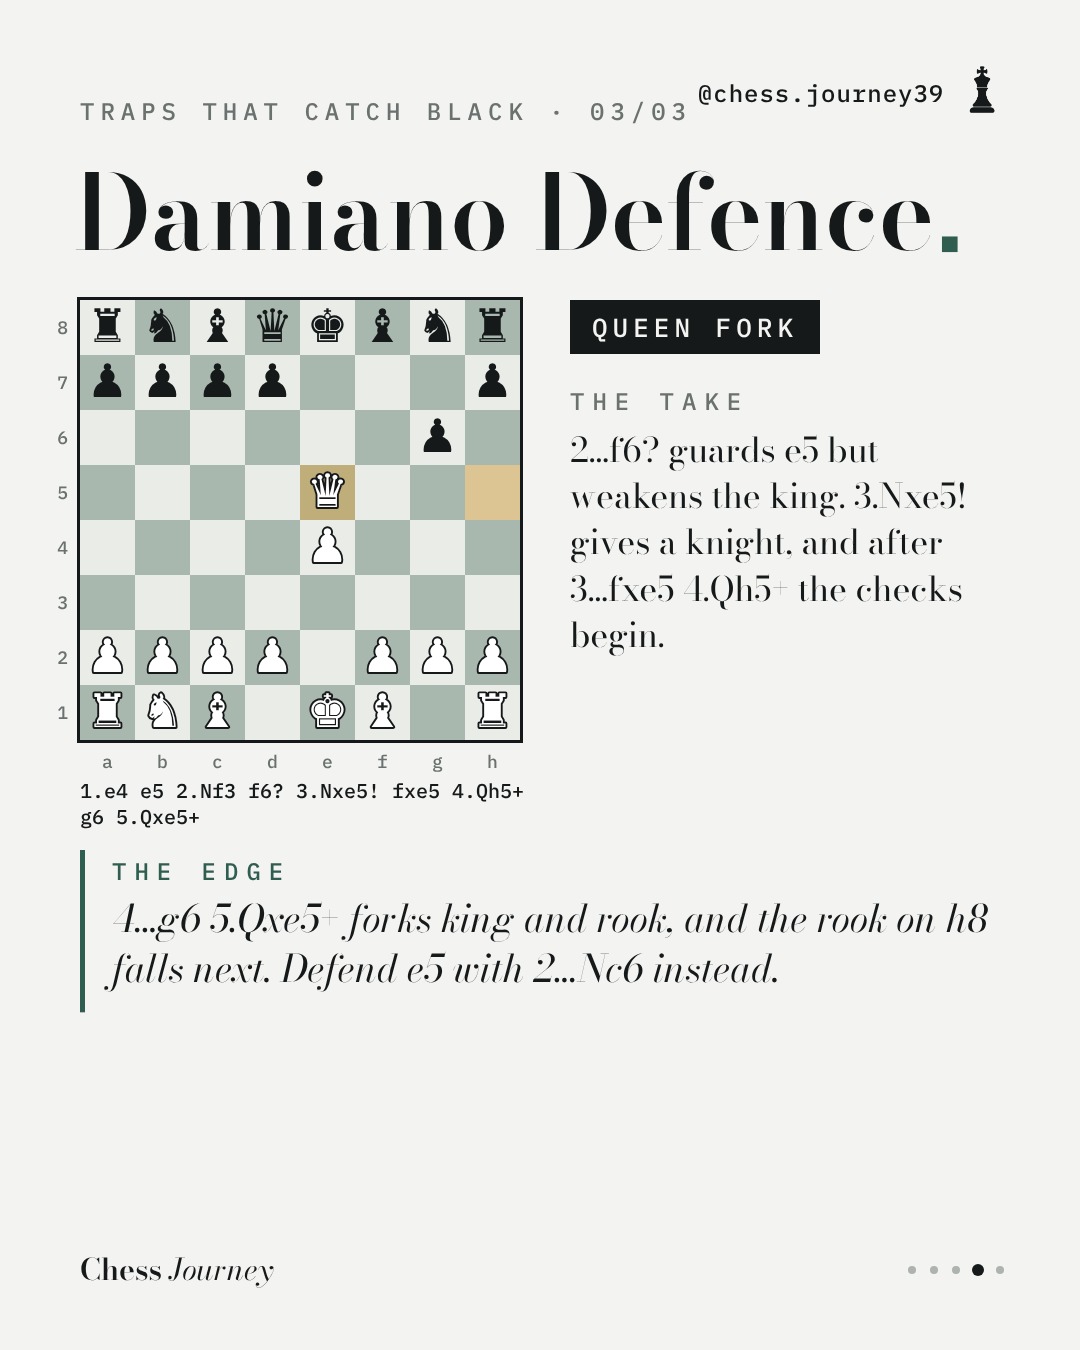 TRAPS THAT CATCH BLACK · 03/03
@chess.journey39
Damiano Defence.
8
7
6
5
4
3
2
1
a b c d e f g h
1.e4 e5 2.Nf3 f6? 3.Nxe5! fxe5 4.Qh5+
g6 5.Qxe5+
QUEEN FORK
THE TAKE
2...f6? guards e5 but
weakens the king. 3.Nxe5!
gives a knight, and after
3...fxe5 4.Qh5+ the checks
begin.
THE EDGE
4...g6 5.Qxe5+ forks king and rook, and the rook on h8
falls next. Defend e5 with 2...Nc6 instead.
Chess Journey